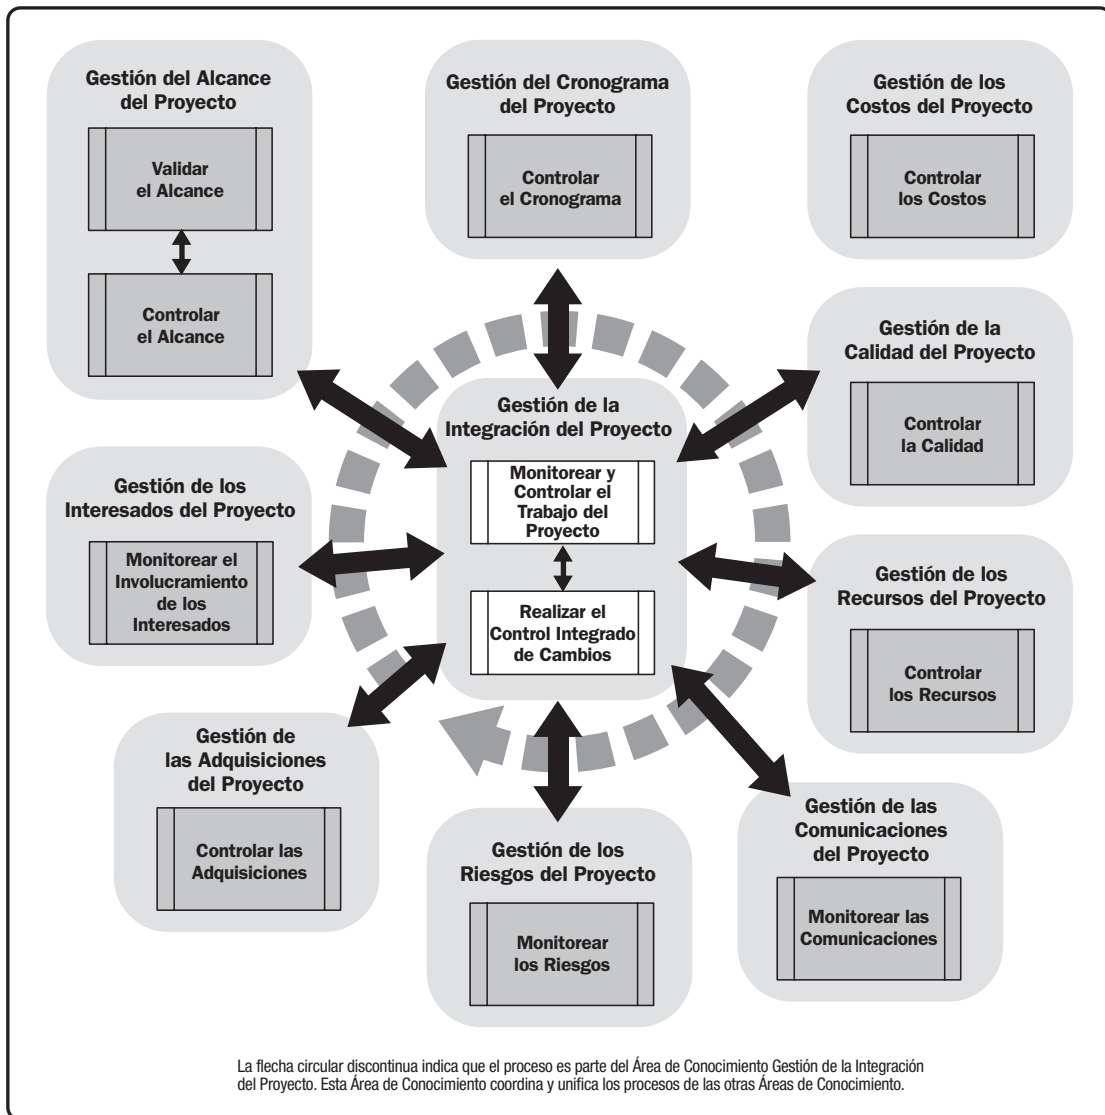 Gestión del Alcance
del Proyecto
Validar
el Alcance
Controlar
el Alcance
Gestión del Cronograma
del Proyecto
Controlar
el Cronograma
Gestión de los
Costos del Proyecto
Controlar
los Costos
Gestión de la
Calidad del Proyecto
Controlar
la Calidad
Gestión de la
Integración del Proyecto
Monitorear y
Controlar el
Trabajo del
Proyecto
Realizar el
Control Integrado
de Cambios
Gestión de los
Interesados del Proyecto
Monitorear el
Involucramiento
de los
Interesados
Gestión de los
Recursos del Proyecto
Controlar
los Recursos
Gestión de
las Adquisiciones
del Proyecto
Controlar las
Adquisiciones
Gestión de los
Riesgos del Proyecto
Monitorear
los Riesgos
Gestión de las
Comunicaciones
del Proyecto
Monitorear las
Comunicaciones
La flecha circular discontinua indica que el proceso es parte del Área de Conocimiento Gestión de la Integración
del Proyecto. Esta Área de Conocimiento coordina y unifica los procesos de las otras Áreas de Conocimiento.